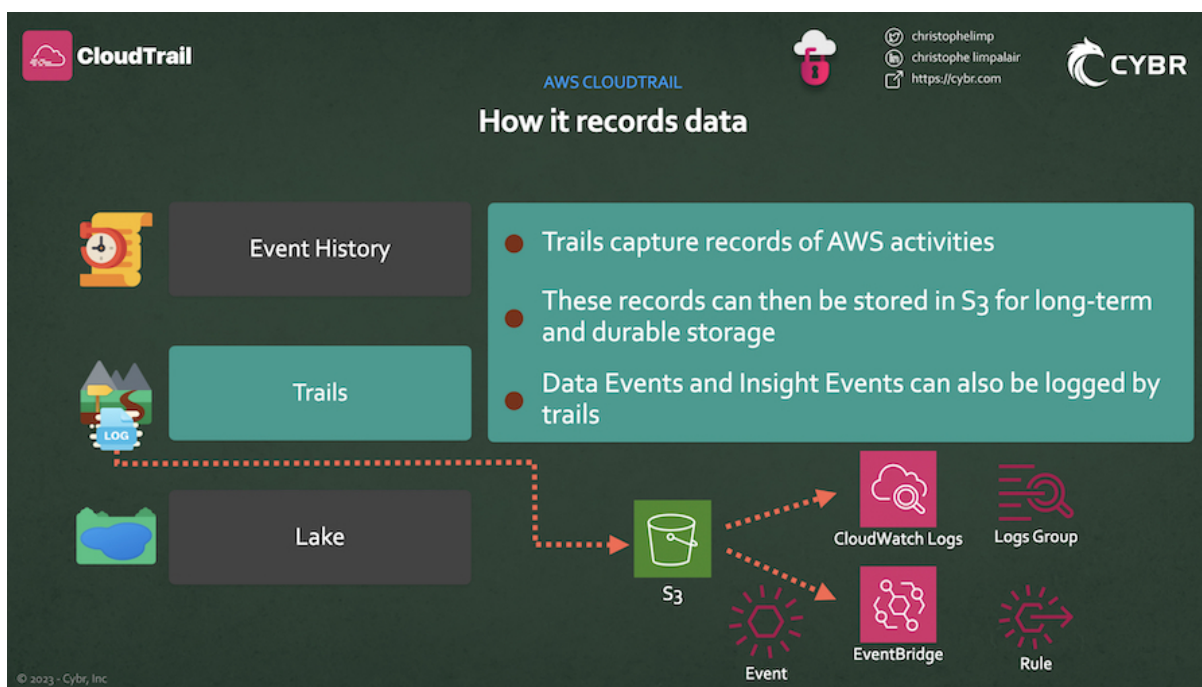 CloudTrail
christophelimp
christophe limpalair
https://cybr.com
CYBR
AWS CLOUDTRAIL
How it records data
Event History
Trails capture records of AWS activities
These records can then be stored in S3 for long-term
and durable storage
Data Events and Insight Events can also be logged by
trails
Trails
LOG
Lake
S3
CloudWatch Logs
Logs Group
Event
EventBridge
Rule
© 2023 - Cybr, Inc